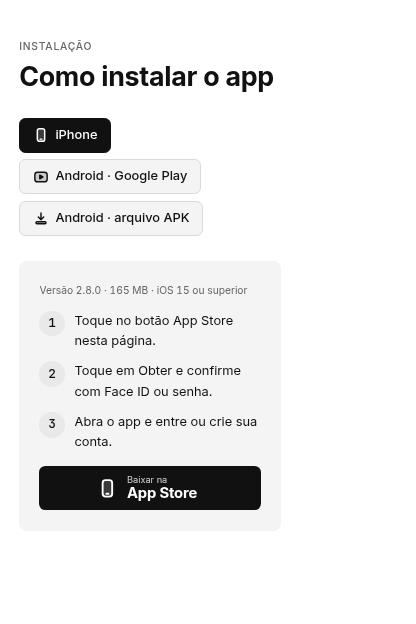 INSTALAÇÃO
Como instalar o app
iPhone
Android · Google Play
Android · arquivo APK
Versão 2.8.0 · 165 MB · iOS 15 ou superior
1 Toque no botão App Store
nesta página.
2 Toque em Obter e confirme
com Face ID ou senha.
3 Abra o app e entre ou crie sua
conta.
Baixar na
App Store